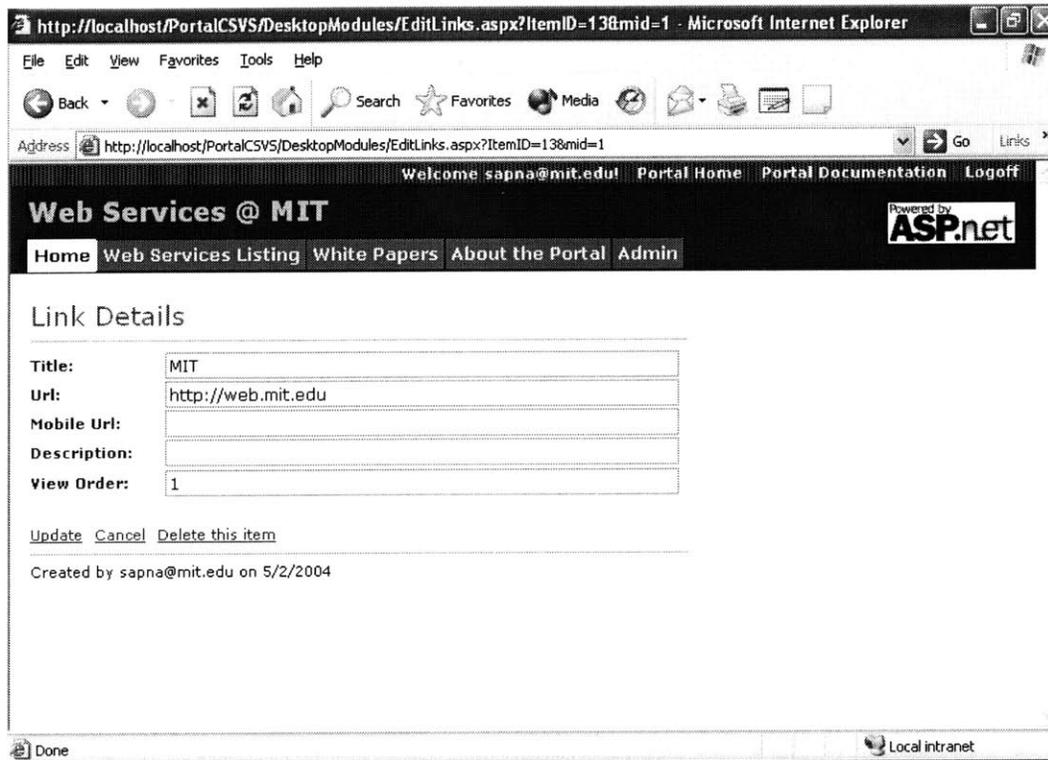 http://localhost/PortalCSVS/DesktopModules/EditLinks.aspx?ItemID=13&mid=1 - Microsoft Internet Explorer
File Edit View Favorites Tools Help
Back Search Favorites Media
Address http://localhost/PortalCSVS/DesktopModules/EditLinks.aspx?ItemID=13&mid=1 Go Links »
Welcome sapna@mit.edu! Portal Home Portal Documentation Logoff
Web Services @ MIT
Powered by
ASP.net
Home Web Services Listing White Papers About the Portal Admin
Link Details
Title: MIT
Url: http://web.mit.edu
Mobile Url:
Description:
View Order: 1
Update Cancel Delete this item
Created by sapna@mit.edu on 5/2/2004
Done Local intranet